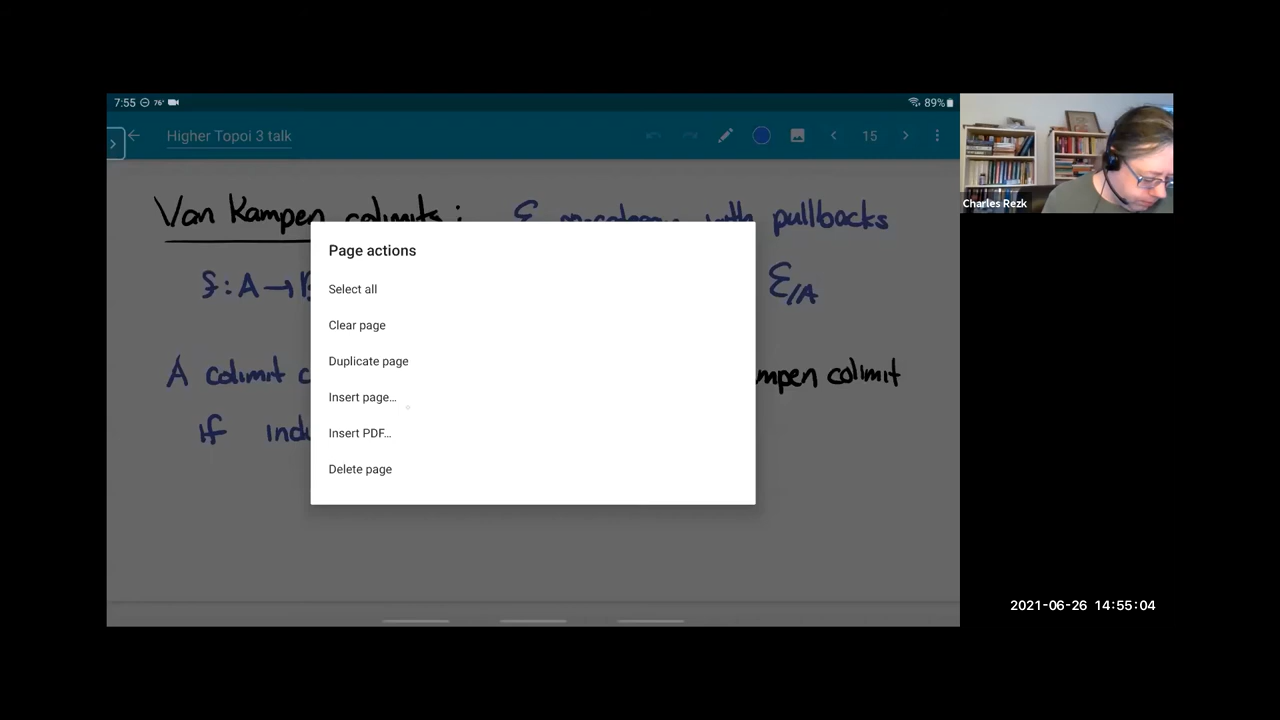 7:55 76° 89%
Higher Topoi 3 talk 15
Van Kampen colimits: with pullbacks
Page actions
f: A→ ℰ/A
Select all
Clear page
Duplicate page
A colimit mpen colimit
Insert page...
If indu
Insert PDF...
Delete page
Charles Rezk
2021-06-26 14:55:04